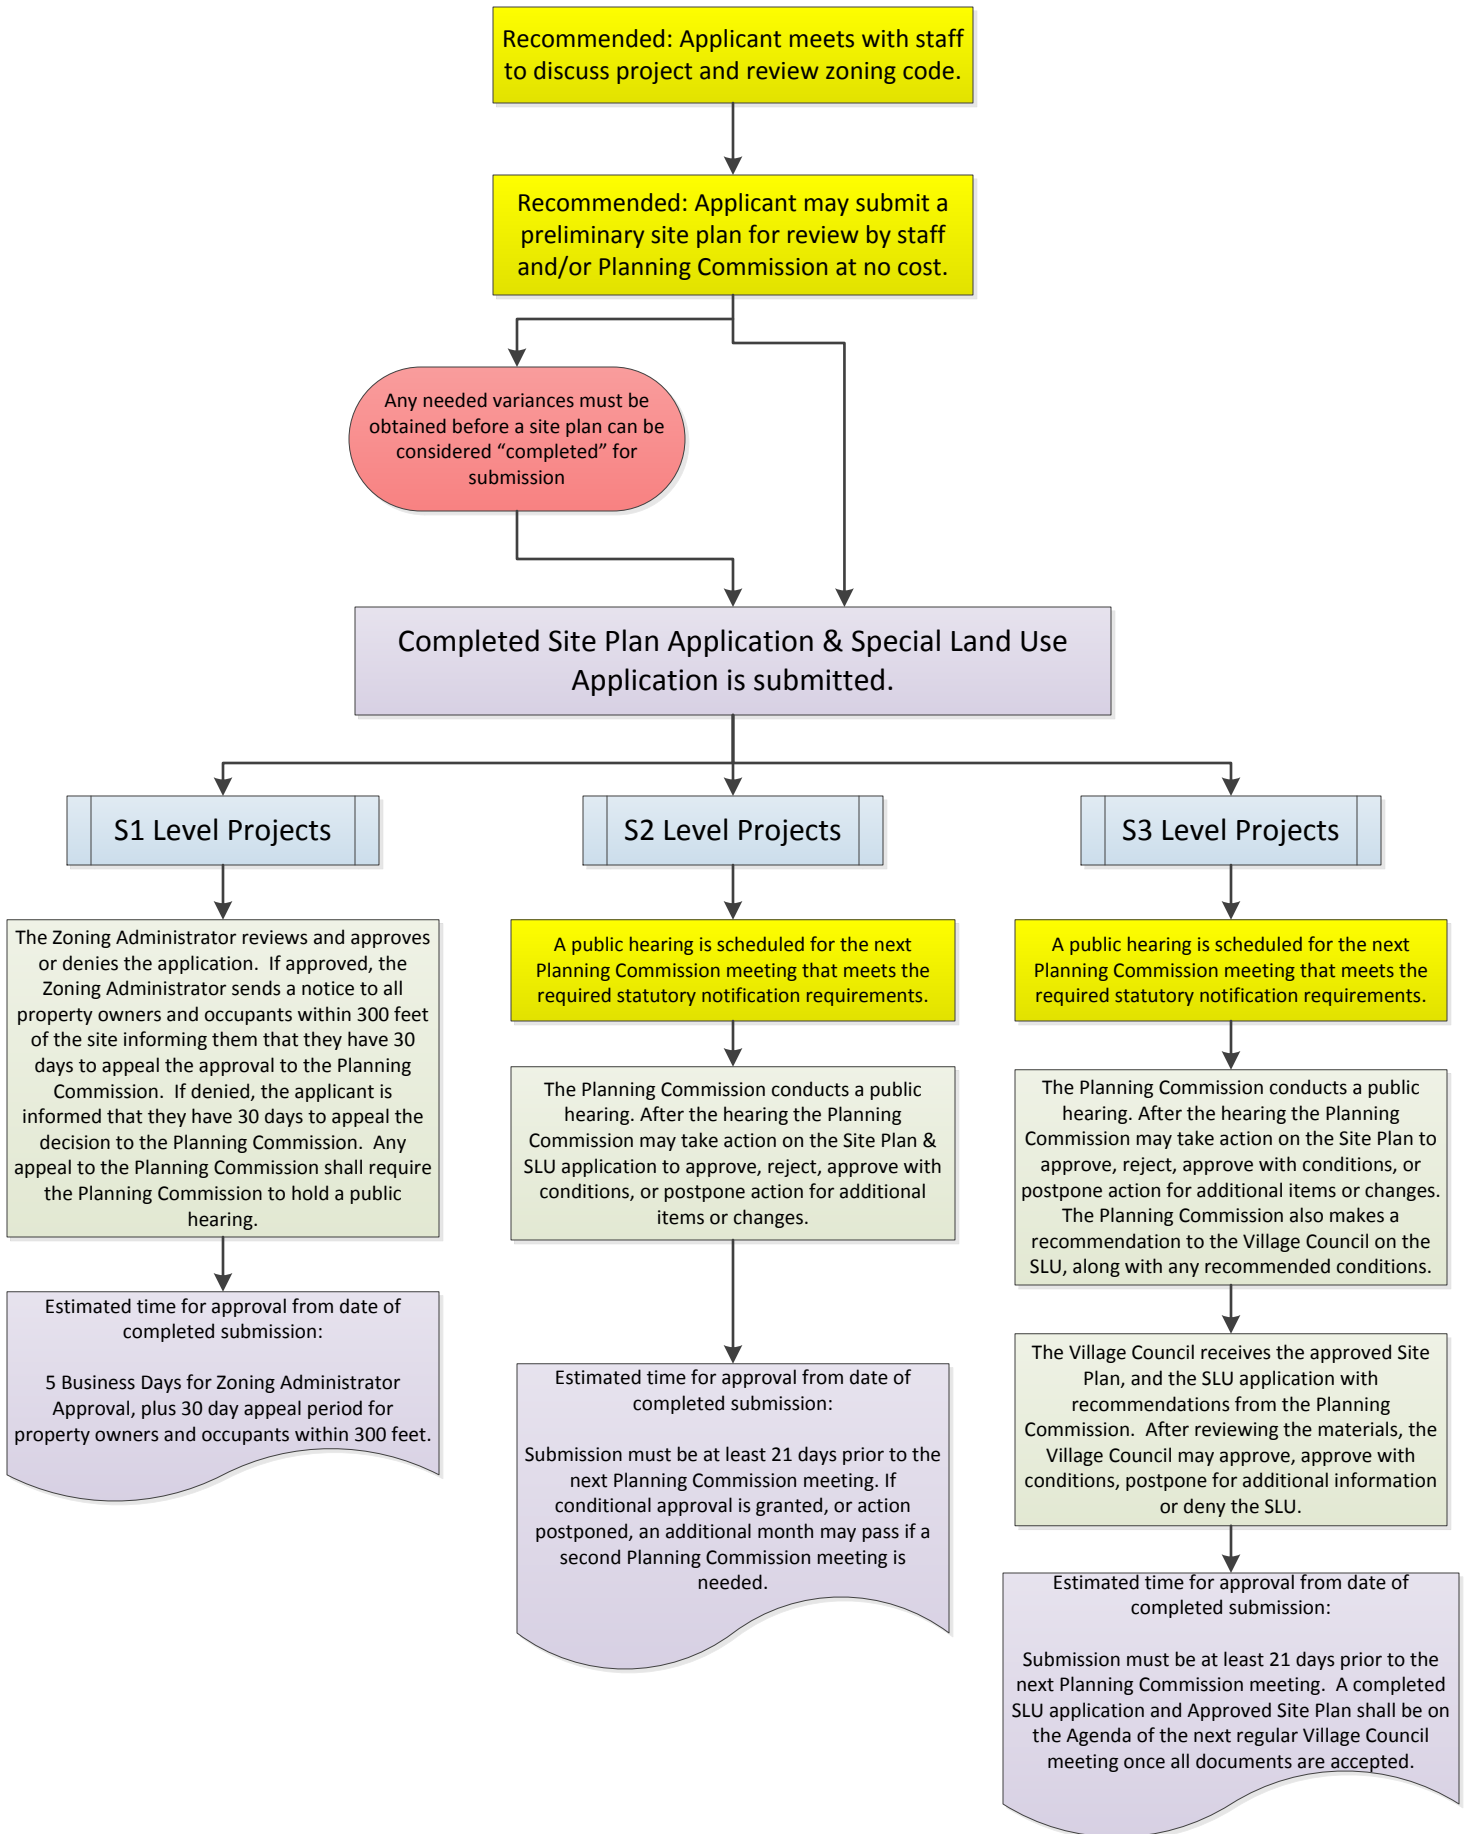 Recommended: Applicant meets with staff
to discuss project and review zoning code.
Recommended: Applicant may submit a
preliminary site plan for review by staff
and/or Planning Commission at no cost.
Any needed variances must be
obtained before a site plan can be
considered “completed” for
submission
Completed Site Plan Application & Special Land Use
Application is submitted.
S1 Level Projects
The Zoning Administrator reviews and approves
or denies the application.  If approved, the
Zoning Administrator sends a notice to all
property owners and occupants within 300 feet
of the site informing them that they have 30
days to appeal the approval to the Planning
Commission.  If denied, the applicant is
informed that they have 30 days to appeal the
decision to the Planning Commission.  Any
appeal to the Planning Commission shall require
the Planning Commission to hold a public
hearing.
Estimated time for approval from date of
completed submission:
5 Business Days for Zoning Administrator
Approval, plus 30 day appeal period for
property owners and occupants within 300 feet.
S2 Level Projects
A public hearing is scheduled for the next
Planning Commission meeting that meets the
required statutory notification requirements.
The Planning Commission conducts a public
hearing. After the hearing the Planning
Commission may take action on the Site Plan &
SLU application to approve, reject, approve with
conditions, or postpone action for additional
items or changes.
Estimated time for approval from date of
completed submission:
Submission must be at least 21 days prior to the
next Planning Commission meeting. If
conditional approval is granted, or action
postponed, an additional month may pass if a
second Planning Commission meeting is
needed.
S3 Level Projects
A public hearing is scheduled for the next
Planning Commission meeting that meets the
required statutory notification requirements.
The Planning Commission conducts a public
hearing. After the hearing the Planning
Commission may take action on the Site Plan to
approve, reject, approve with conditions, or
postpone action for additional items or changes.
The Planning Commission also makes a
recommendation to the Village Council on the
SLU, along with any recommended conditions.
The Village Council receives the approved Site
Plan, and the SLU application with
recommendations from the Planning
Commission.  After reviewing the materials, the
Village Council may approve, approve with
conditions, postpone for additional information
or deny the SLU.
Estimated time for approval from date of
completed submission:
Submission must be at least 21 days prior to the
next Planning Commission meeting.  A completed
SLU application and Approved Site Plan shall be on
the Agenda of the next regular Village Council
meeting once all documents are accepted.